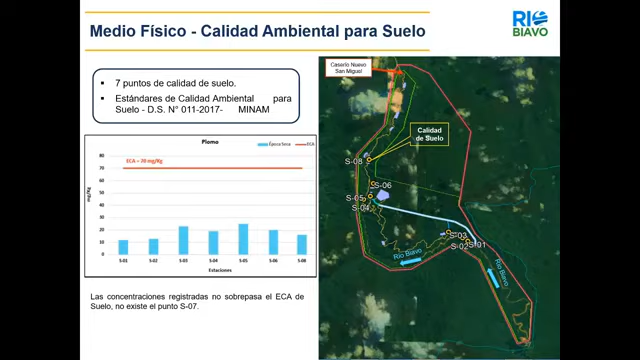 Medio Físico - Calidad Ambiental para Suelo
RIO
BIAVO
7 puntos de calidad de suelo.
Estándares de Calidad Ambiental para
Suelo - D.S. N° 011-2017- MINAM
Plomo
Época Seca
ECA
ECA = 70 mg/Kg
mg/Kg
80
70
60
50
40
30
20
10
0
S-01 S-02 S-03 S-04 S-05 S-06 S-08
Estaciones
Las concentraciones registradas no sobrepasa el ECA de
Suelo, no existe el punto S-07.
Caserío Nuevo
San Miguel
Calidad
de Suelo
S-08
S-06
S-05
S-04
S-03
S-02
S-01
Río Biavo
Río Biavo